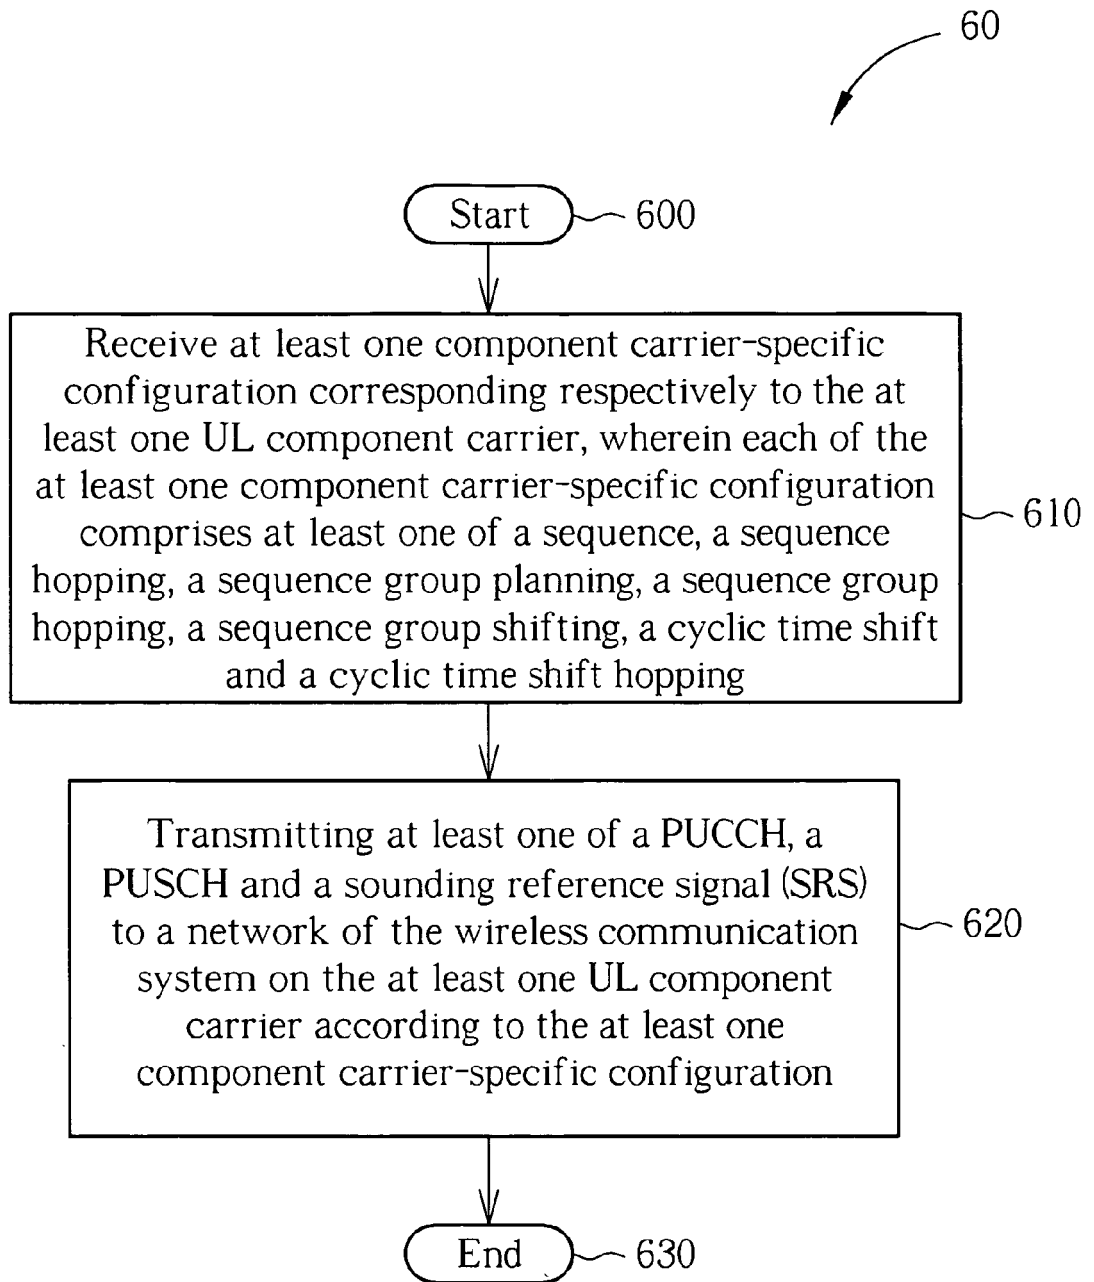 60
Start
600
Receive at least one component carrier-specific
configuration corresponding respectively to the at
least one UL component carrier, wherein each of the
at least one component carrier-specific configuration
comprises at least one of a sequence, a sequence
hopping, a sequence group planning, a sequence group
hopping, a sequence group shifting, a cyclic time shift
and a cyclic time shift hopping
610
Transmitting at least one of a PUCCH, a
PUSCH and a sounding reference signal (SRS)
to a network of the wireless communication
system on the at least one UL component
carrier according to the at least one
component carrier-specific configuration
620
End
630